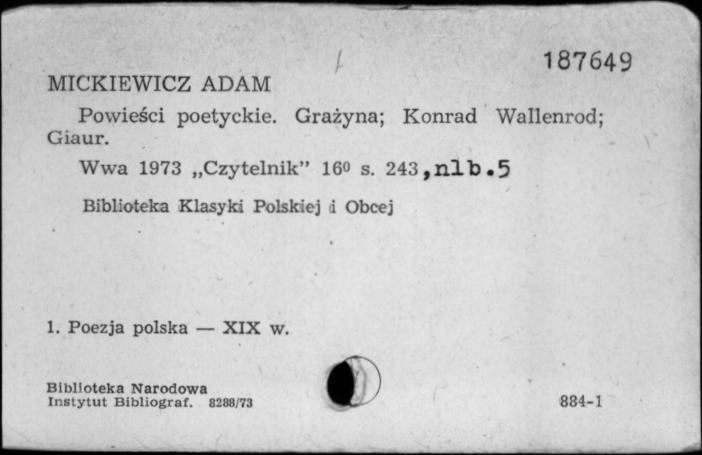 187649
MICKIEWICZ ADAM
Powieści poetyckie. Grażyna; Konrad Wallenrod;
Giaur.
Wwa 1973 „Czytelnik” 16⁰ s. 243,nlb.5
Biblioteka Klasyki Polskiej i Obcej
1. Poezja polska — XIX w.
Biblioteka Narodowa
Instytut Bibliograf. 8288/73
884-1